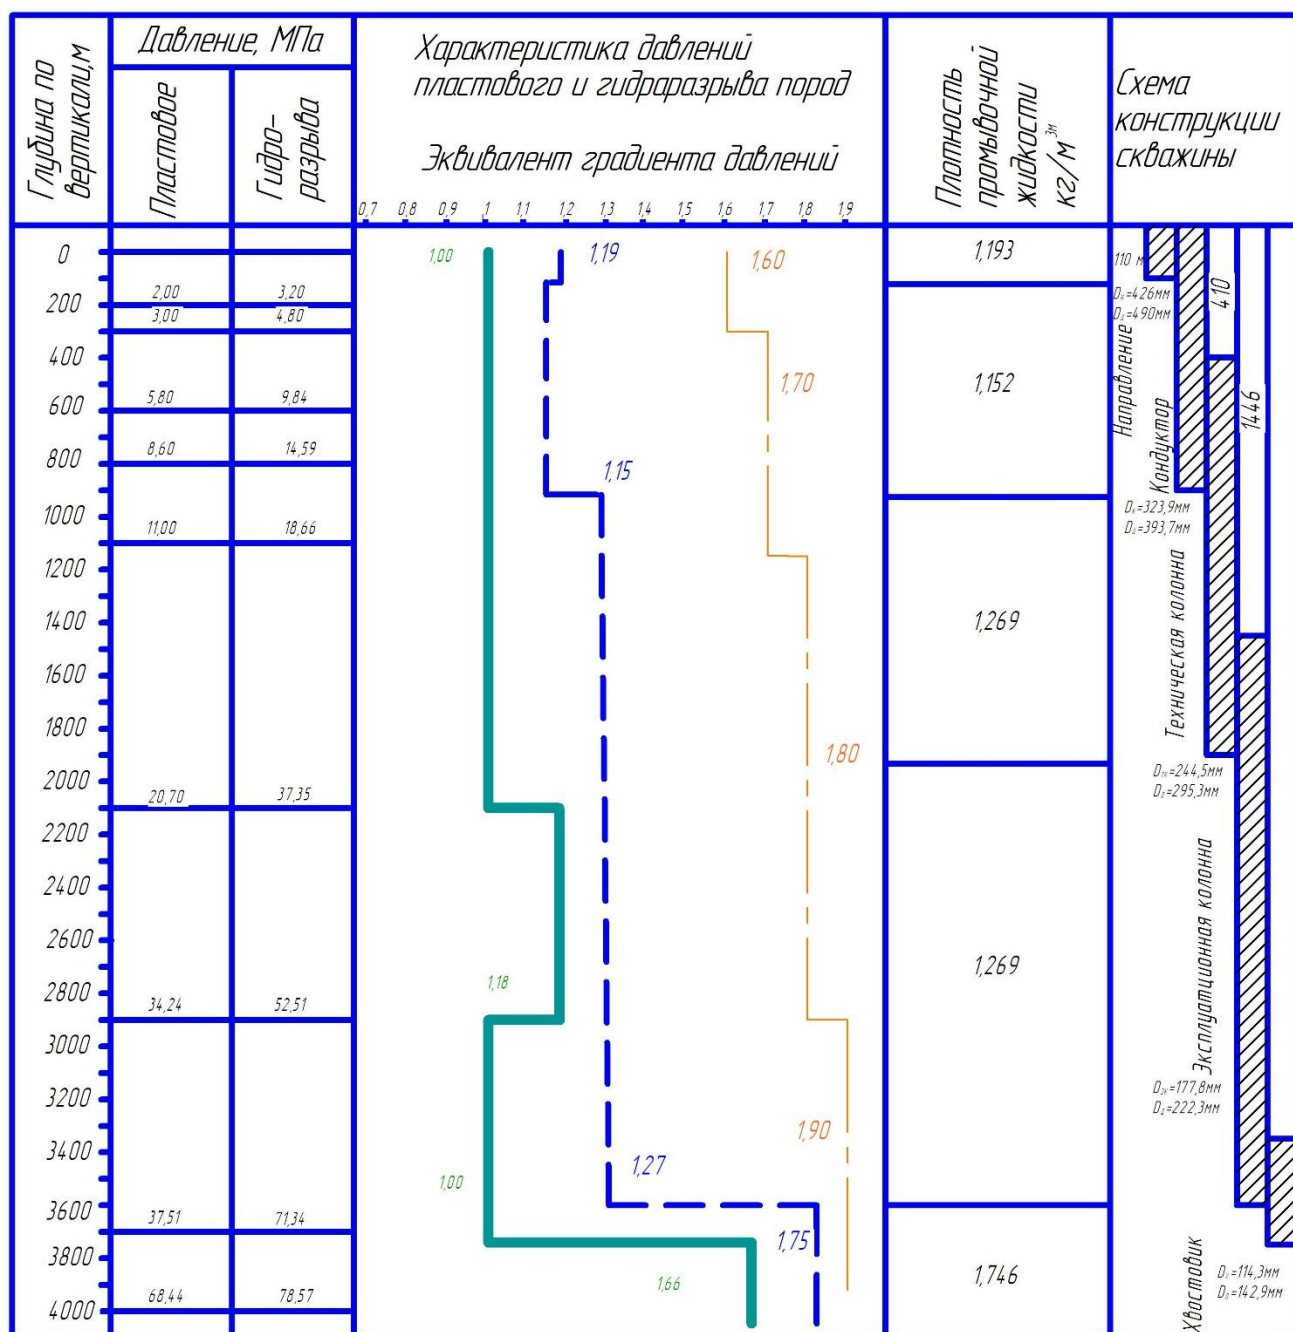 Глубина по
вертикали,м
Давление, МПа
Пластовое
Гидро-
разрыва
Характеристика давлений
пластового и гидраразрыва пород
Эквивалент градиента давлений
0,7 0,8 0,9 1 1,1 1,2 1,3 1,4 1,5 1,6 1,7 1,8 1,9
Плотность
промывочной
жидкости
кг/м³ᴹ
Схема
конструкции
скважины
0
200
400
600
800
1000
1200
1400
1600
1800
2000
2200
2400
2600
2800
3000
3200
3400
3600
3800
4000
2,00 3,20
3,00 4,80
5,80 9,84
8,60 14,59
11,00 18,66
20,70 37,35
34,24 52,51
37,51 71,34
68,44 78,57
1,00
1,19
1,60
1,70
1,15
1,80
1,18
1,90
1,27
1,00
1,75
1,66
1,193
1,152
1,269
1,269
1,746
110 м
Dк=426мм
Dд=490мм
Направление
410
1446
Кондуктор
Dк=323,9мм
Dд=393,7мм
Техническая колонна
Dтк=244,5мм
Dд=295,3мм
Эксплуатционная колонна
Dэк=177,8мм
Dд=222,3мм
Хвостовик
Dх=114,3мм
Dд=142,9мм